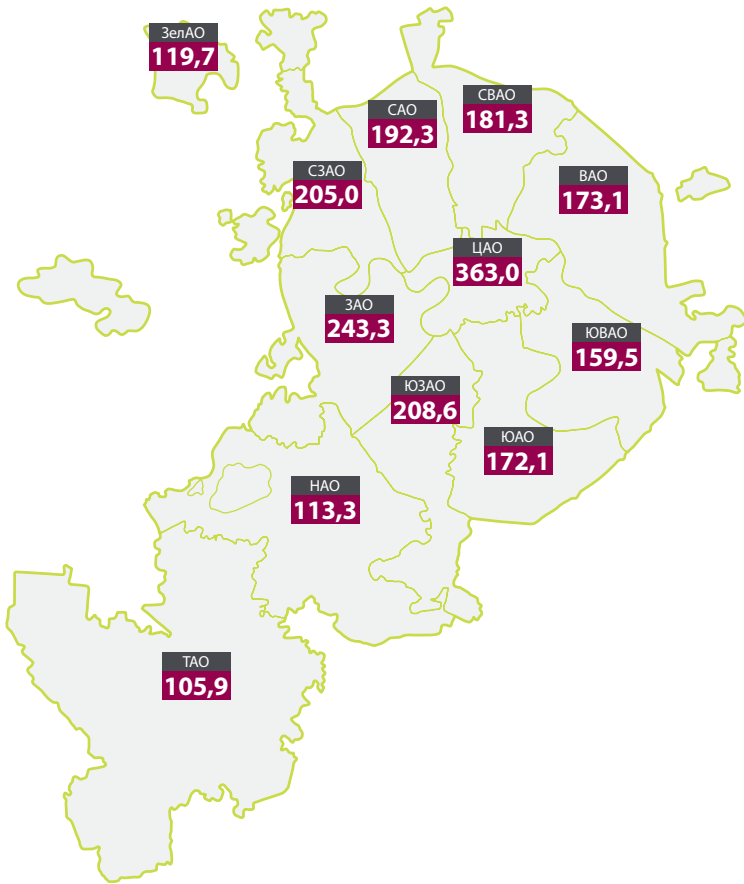 ЗелАО
119,7
САО
192,3
СВАО
181,3
СЗАО
205,0
ВАО
173,1
ЦАО
363,0
ЗАО
243,3
ЮВАО
159,5
ЮЗАО
208,6
ЮАО
172,1
НАО
113,3
ТАО
105,9